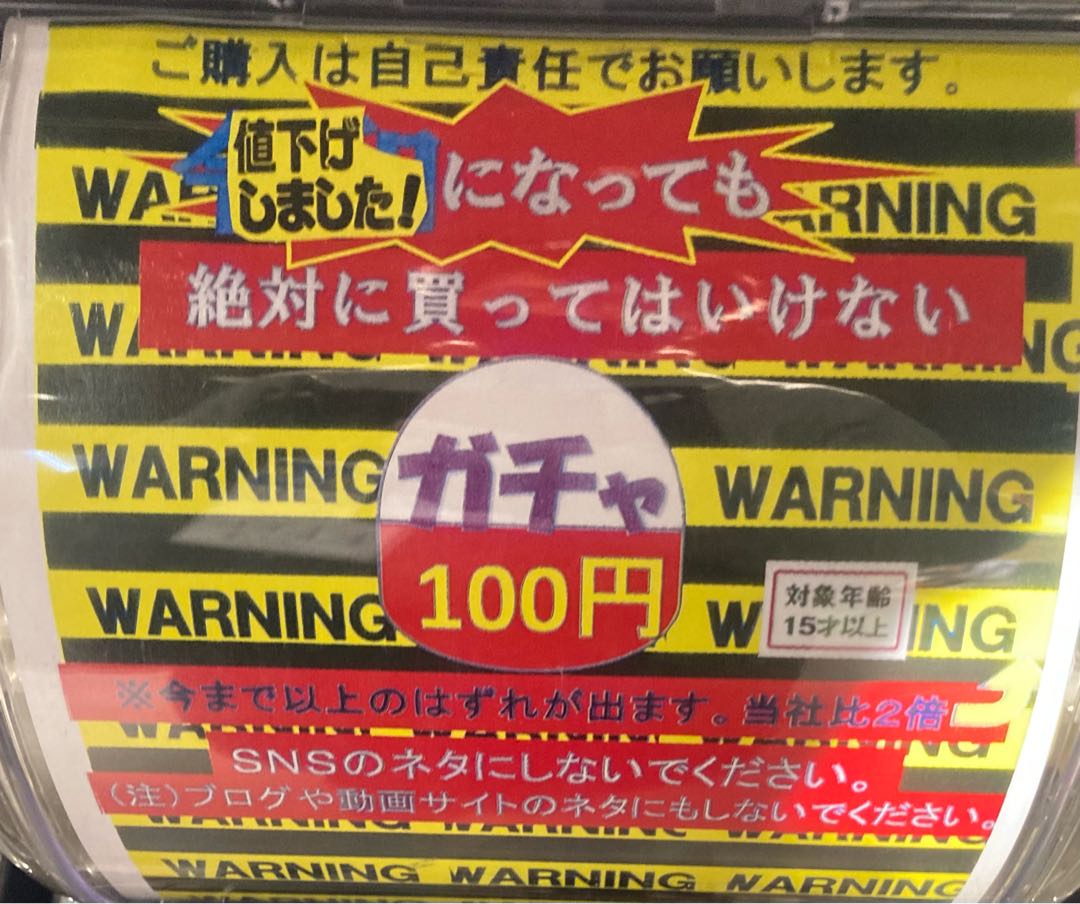 ご購入は自己責任でお願いします。
値下げ
しました!
になっても
WA
RNING
絶対に買ってはいけない
ガチャ
WARNING
WARNING
100円
WARNING
対象年齢
15才以上
※今まで以上のはずれが出ます。当社比2倍
SNSのネタにしないでください。
(注)ブログや動画サイトのネタにもしないでください。
WARNING WARNING WARNING